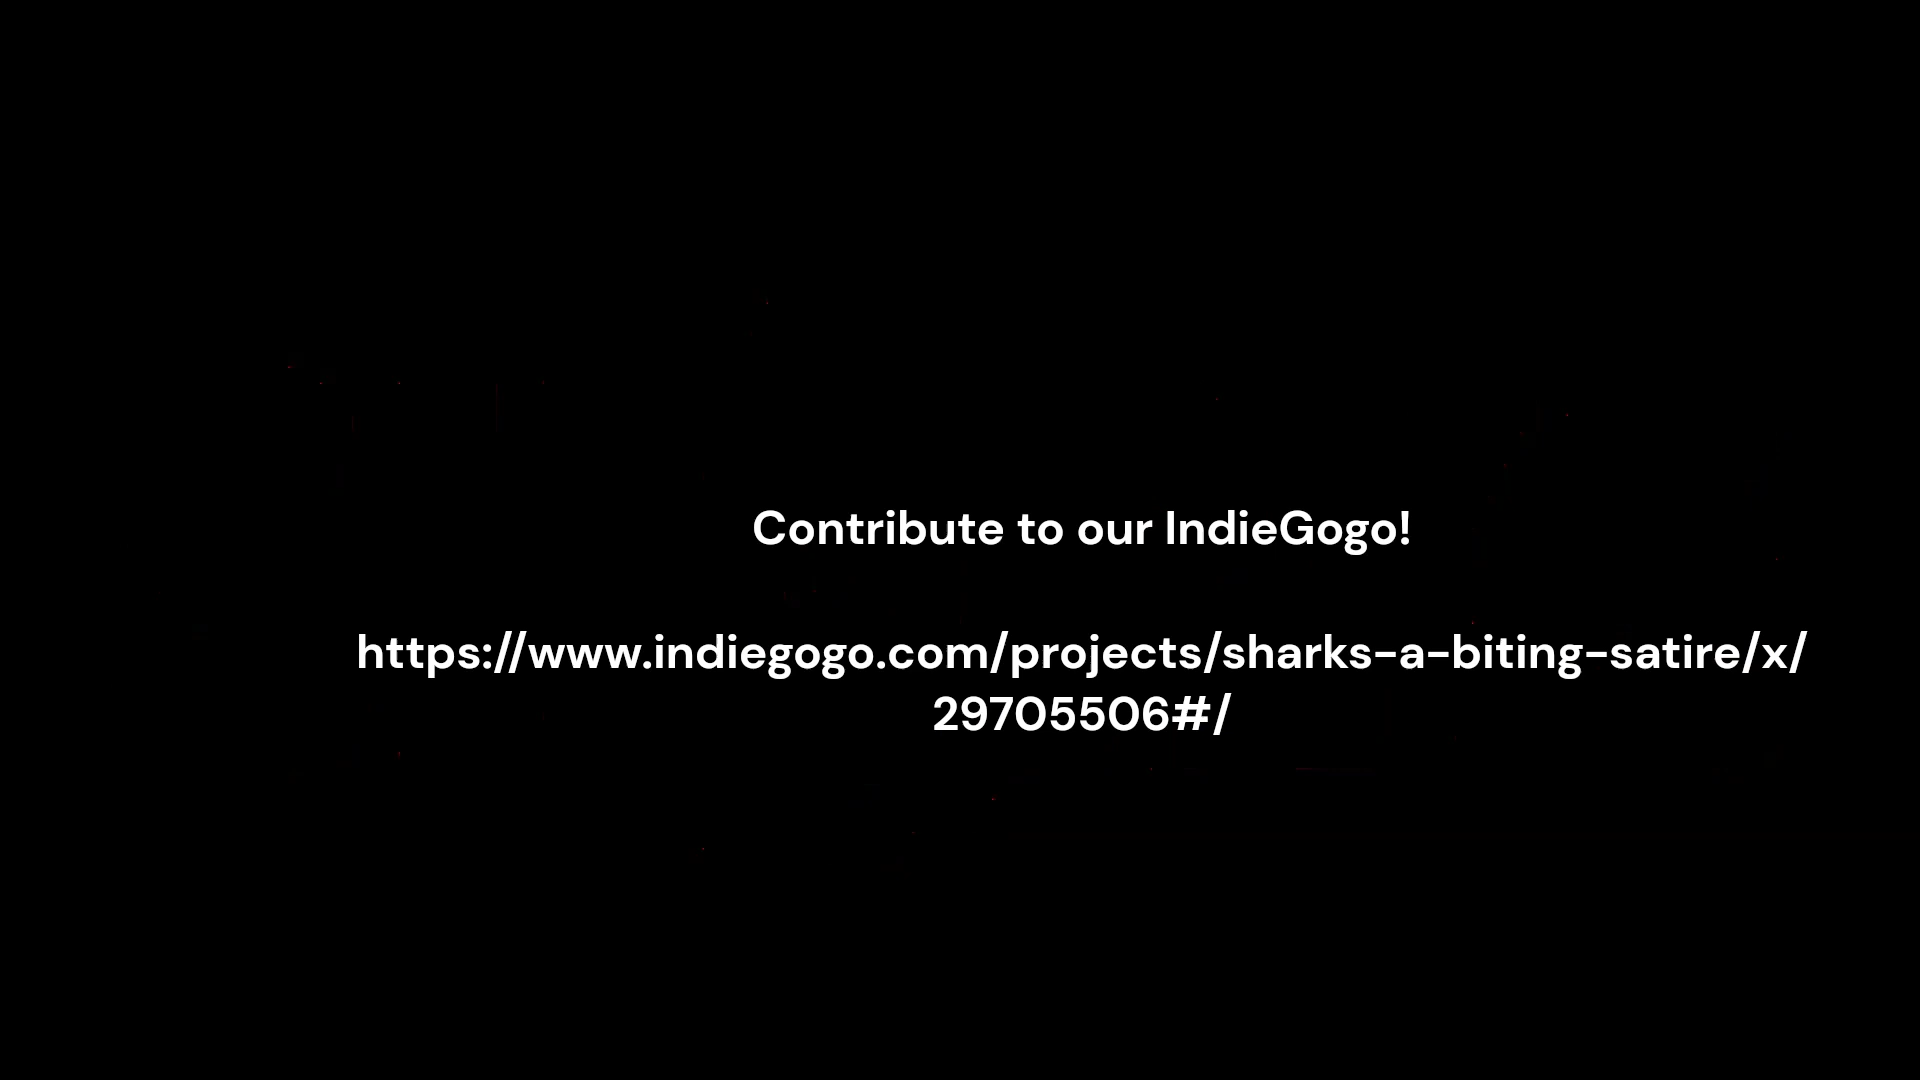 Contribute to our IndieGogo!
https://www.indiegogo.com/projects/sharks-a-biting-satire/x/
29705506#/